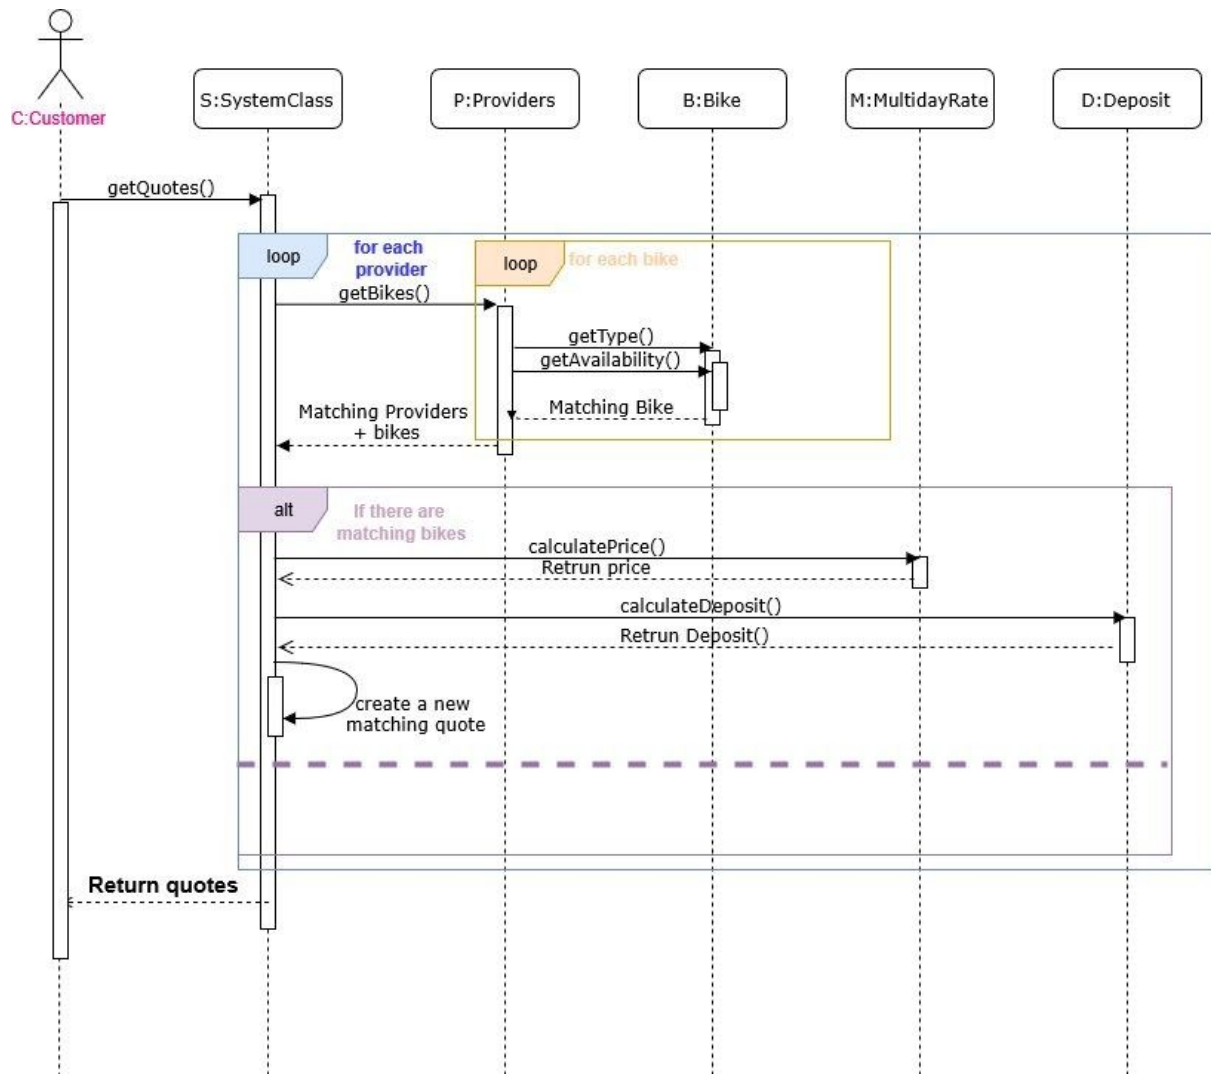 C:Customer
S:SystemClass
P:Providers
B:Bike
M:MultidayRate
D:Deposit
getQuotes()
loop
for each
provider
loop
for each bike
getBikes()
getType()
getAvailability()
Matching Bike
Matching Providers
+ bikes
alt
If there are
matching bikes
calculatePrice()
Retrun price
calculateDeposit()
Retrun Deposit()
create a new
matching quote
Return quotes